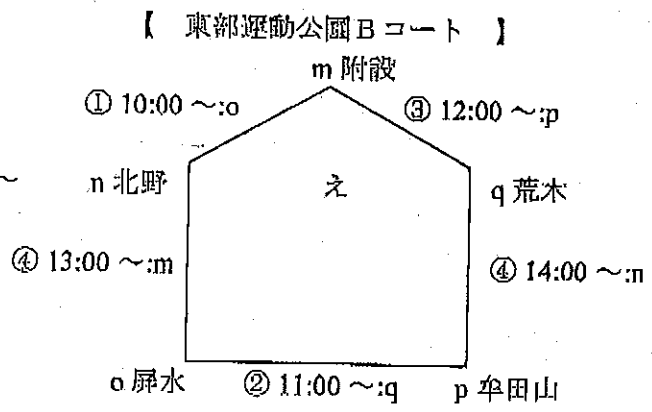 【 東部運動公園Bコート 】
m 附設
① 10:00 ～:o
③ 12:00 ～:p
～
n 北野
え
q 荒木
④ 13:00 ～:m
④ 14:00 ～:n
o 屏水
② 11:00 ～:q
p 牟田山